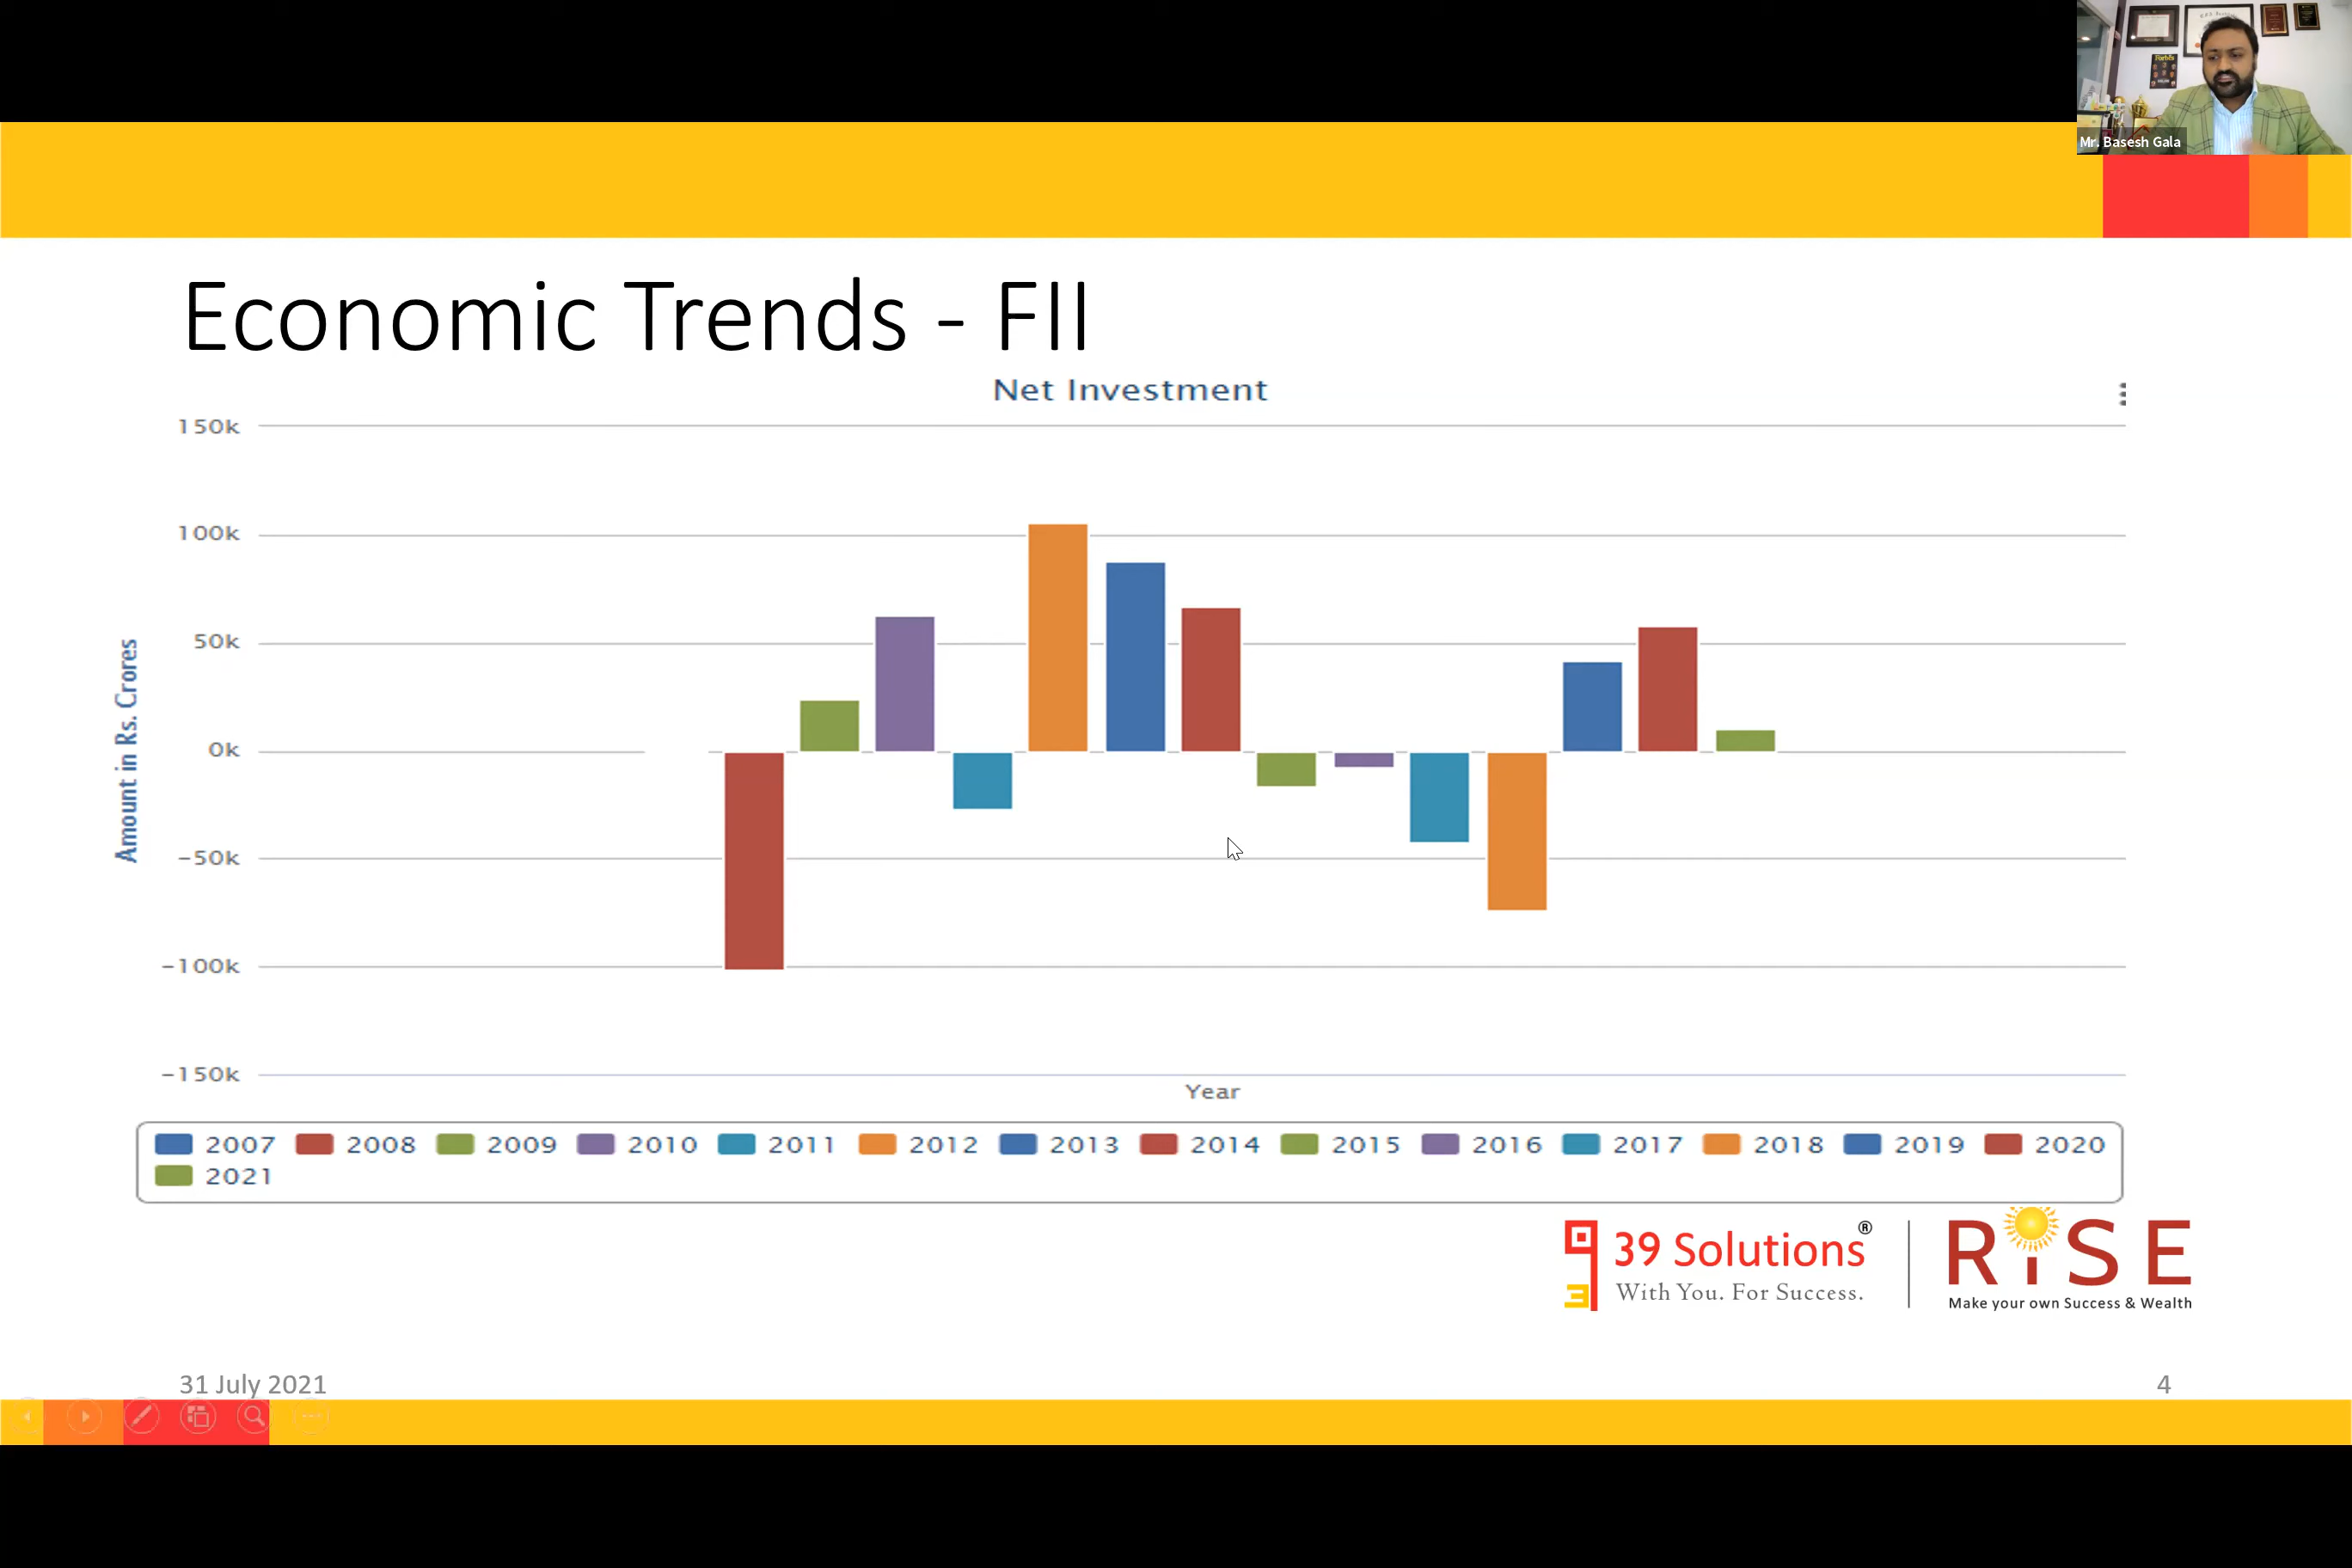 Forbes
Mr. Basesh Gala
Economic Trends - FII
Net Investment
150k
100k
50k
0k
-50k
-100k
-150k
Amount in Rs. Crores
Year
2007 2008 2009 2010 2011 2012 2013 2014 2015 2016 2017 2018 2019 2020
2021
39 Solutions®
With You. For Success.
RiSE
Make your own Success & Wealth
31 July 2021
4